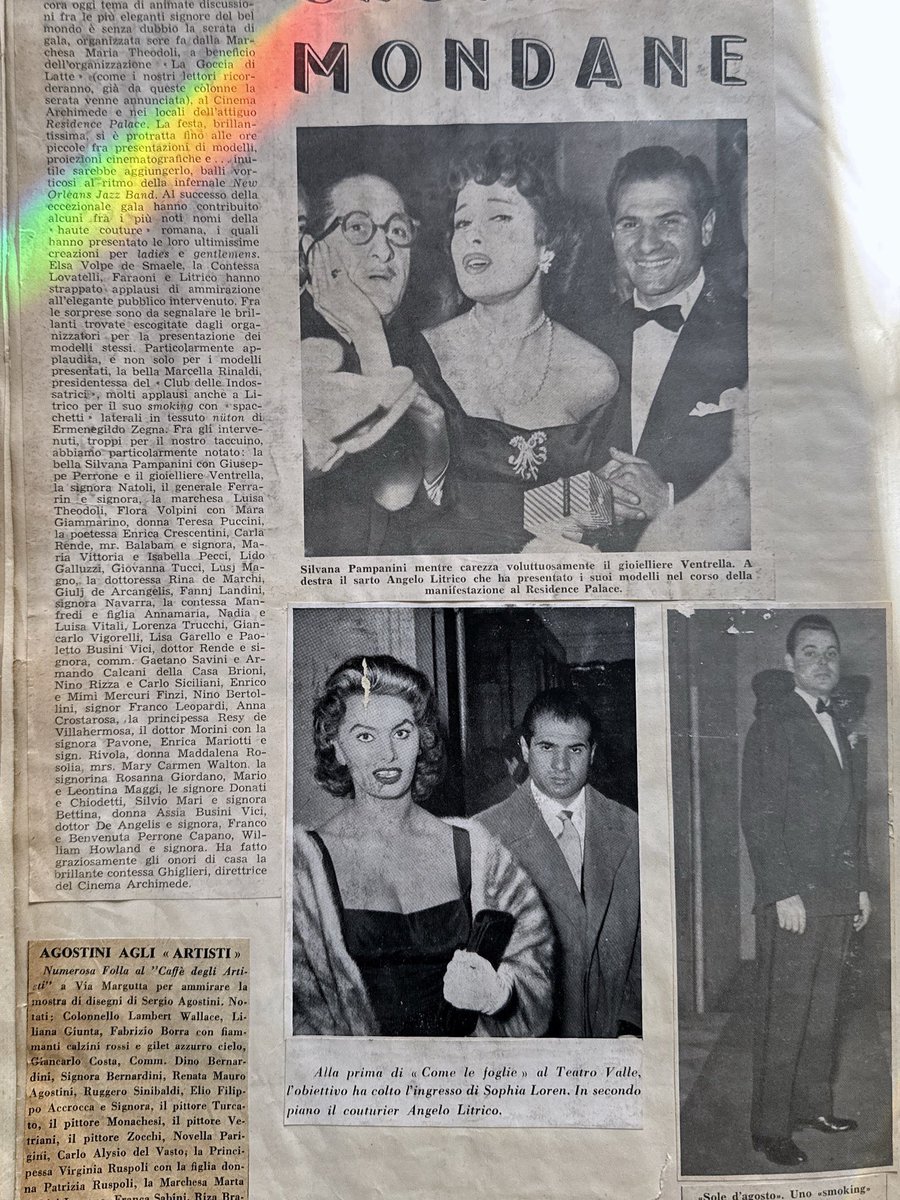 cora oggi tema di animate discussio-
ni fra le più eleganti signore del bel
mondo è senza dubbio la serata di
gala, organizzata sere fa dalla Mar-
chesa Maria Theodoli, a beneficio
dell'organizzazione « La Goccia di
Latte » (come i nostri lettori ricor-
deranno, già da queste colonne la
serata venne annunciata), al Cinema
Archimede e nei locali dell'attiguo
Residence Palace. La festa, brillan-
tissima, si è protratta fino alle ore
piccole fra presentazioni di modelli,
proiezioni cinematografiche e . . . inu-
tile sarebbe aggiungerlo, balli vor-
ticosi al ritmo della infernale New
Orleans Jazz Band. Al successo della
eccezionale gala hanno contribuito
alcuni fra i più noti nomi della
« haute couture » romana, i quali
hanno presentato le loro ultimissime
creazioni per ladies e gentlemens.
Elsa Volpe de Smaele, la Contessa
Lovatelli, Faraoni e Litrico hanno
strappato applausi di ammirazione
all'elegante pubblico intervenuto. Fra
le sorprese sono da segnalare le bril-
lanti trovate escogitate dagli orga-
nizzatori per la presentazione dei
modelli stessi. Particolarmente ap-
plaudita, e non solo per i modelli
presentati, la bella Marcella Rinaldi,
presidentessa del « Club delle Indos-
satrici », molti applausi anche a Li-
trico per il suo smoking con « spac-
chetti » laterali in tessuto niuton di
Ermenegildo Zegna. Fra gli interve-
nuti, troppi per il nostro taccuino,
abbiamo particolarmente notato: la
bella Silvana Pampanini con Giusep-
pe Perrone e il gioielliere Ventrella,
la signora Natoli, il generale Ferra-
rin e signora, la marchesa Luisa
Theodoli, Flora Volpini con Mara
Giammarino, donna Teresa Puccini,
la poetessa Enrica Crescentini, Carla
Rende, mr. Balabam e signora, Ma-
ria Vittoria e Isabella Pecci, Lido
Galluzzi, Giovanna Tucci, Lusj Ma-
gno, la dottoressa Rina de Marchi,
Giulj de Arcangelis, Fannj Landini,
signora Navarra, la contessa Man-
fredi e figlia Annamaria, Nadia e
Luisa Vitali, Lorenza Trucchi, Gian-
carlo Vigorelli, Lisa Garello e Pao-
letto Busini Vici, dottor Rende e si-
gnora, comm. Gaetano Savini e Ar-
mando Calcani della Casa Brioni,
Nino Rizza e Carlo Siciliani, Enrico
e Mimi Mercuri Finzi, Nino Bertol-
lini, signor Franco Leopardi, Anna
Crostarosa, la principessa Resy de
Villahermosa, il dottor Morini con la
signora Pavone, Enrica Mariotti e
sign. Rivola, donna Maddalena Ro-
solia, mrs. Mary Carmen Walton. la
signorina Rosanna Giordano, Mario
e Leontina Maggi, le signore Donati
e Chiodetti, Silvio Mari e signora
Bettina, donna Assia Busini Vici,
dottor De Angelis e signora, Franco
e Benvenuta Perrone Capano, Wil-
liam Howland e signora. Ha fatto
graziosamente gli onori di casa la
brillante contessa Ghiglieri, direttrice
del Cinema Archimede.
AGOSTINI AGLI « ARTISTI »
Numerosa Folla al "Caffè degli Arti-
sti" a Via Margutta per ammirare la
mostra di disegni di Sergio Agostini. No-
tati: Colonnello Lambert Wallace, Li-
liana Giunta, Fabrizio Borra con fiam-
manti calzini rossi e gilet azzurro cielo,
Giancarlo Costa, Comm. Dino Bernar-
dini, Signora Bernardini, Renata Mauro
Agostini, Ruggero Sinibaldi, Elio Filip-
po Accrocca e Signora, il pittore Turca-
to, il pittore Monachesi, il pittore Ve-
triani, il pittore Zocchi, Novella Pari-
gini, Carlo Alysio del Vasto; la Princi-
pessa Virginia Ruspoli con la figlia don-
na Patrizia Ruspoli, la Marchesa Marta
Franca Sabini, Riza Bra-
MONDANE
Silvana Pampanini mentre carezza voluttuosamente il gioielliere Ventrella. A
destra il sarto Angelo Litrico che ha presentato i suoi modelli nel corso della
manifestazione al Residence Palace.
Alla prima di « Come le foglie » al Teatro Valle,
l'obiettivo ha colto l'ingresso di Sophia Loren. In secondo
piano il couturier Angelo Litrico.
«Sole d'agosto». Uno «smoking»